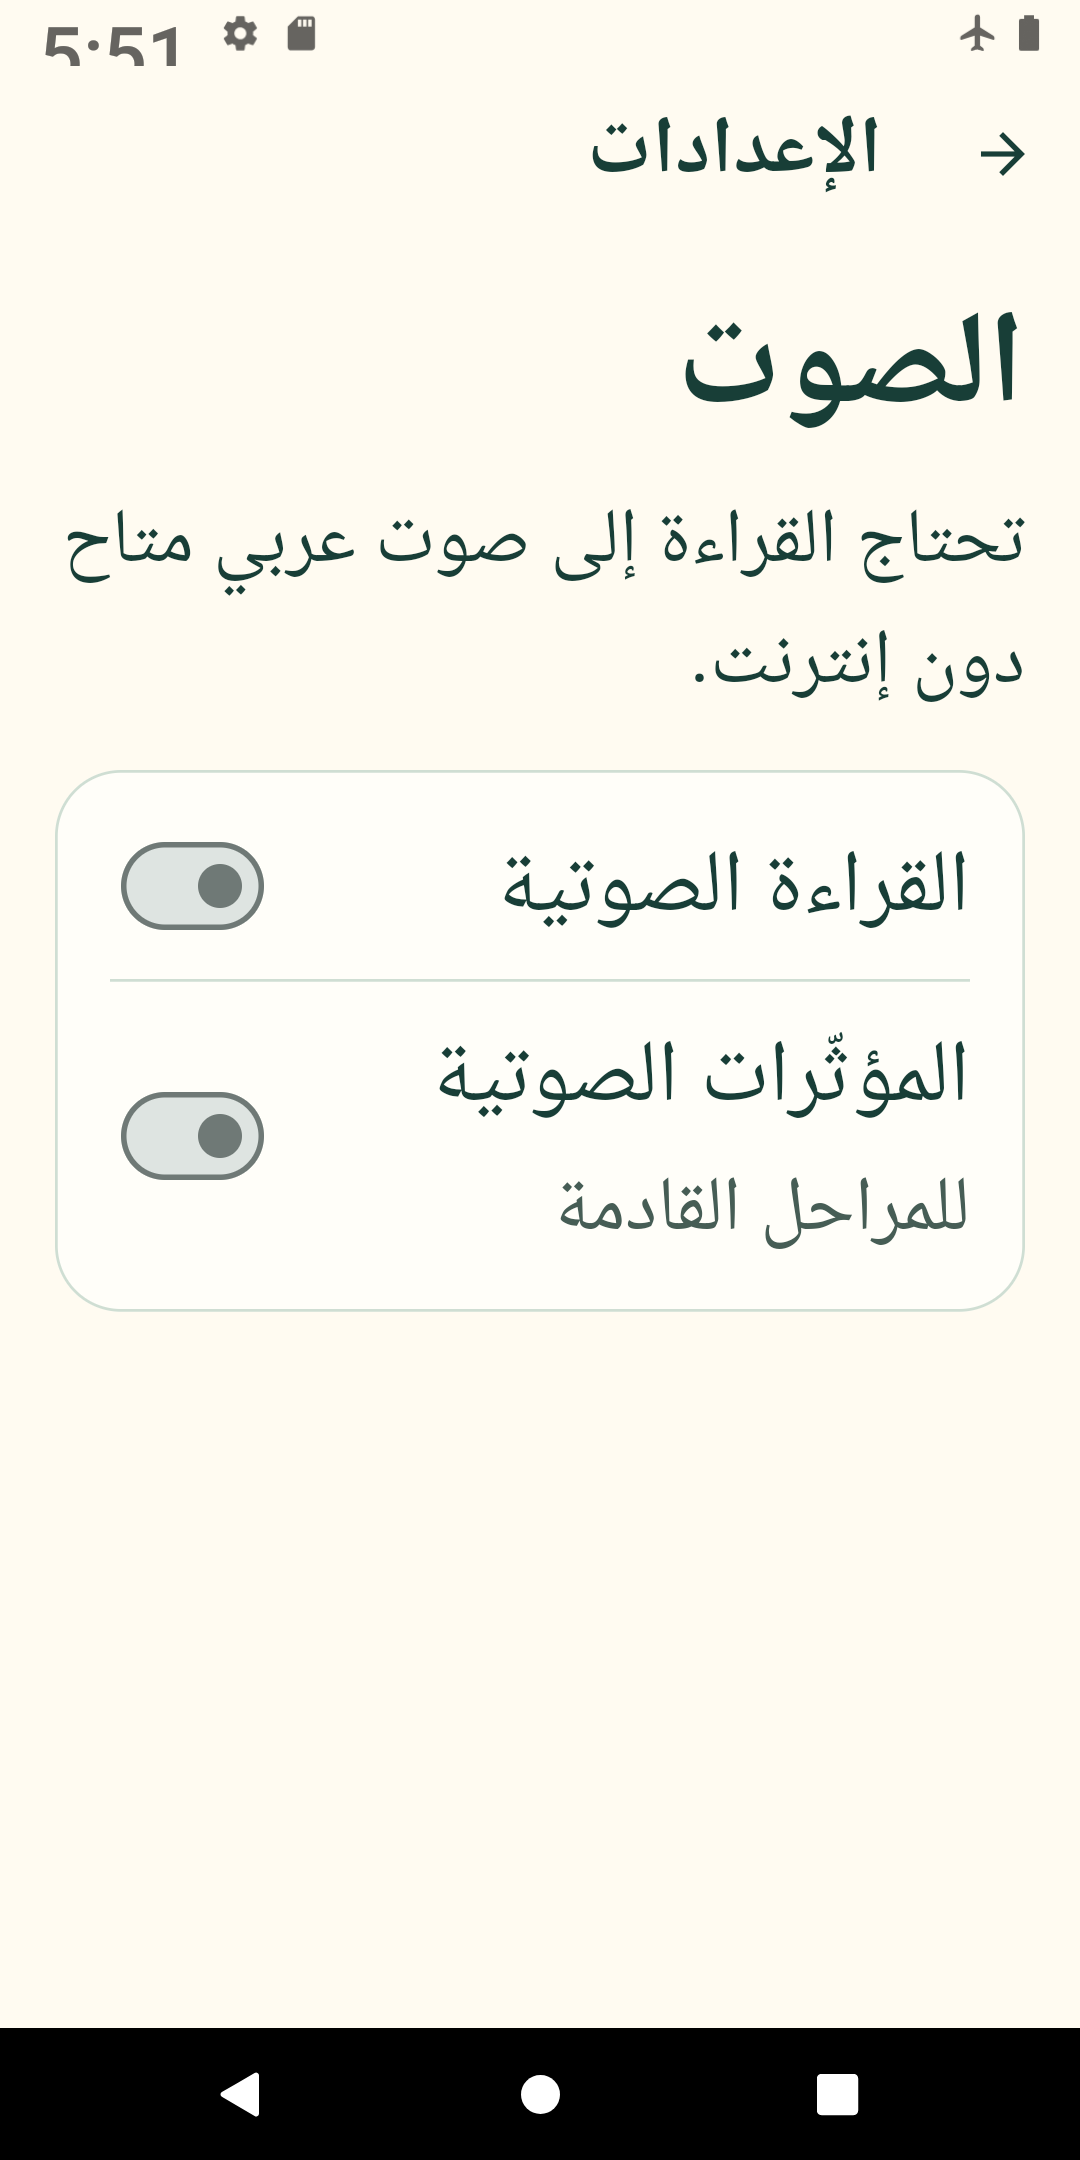 5:51
الإعدادات
الصوت
تحتاج القراءة إلى صوت عربي متاح
دون إنترنت.
القراءة الصوتية
المؤثّرات الصوتية
للمراحل القادمة